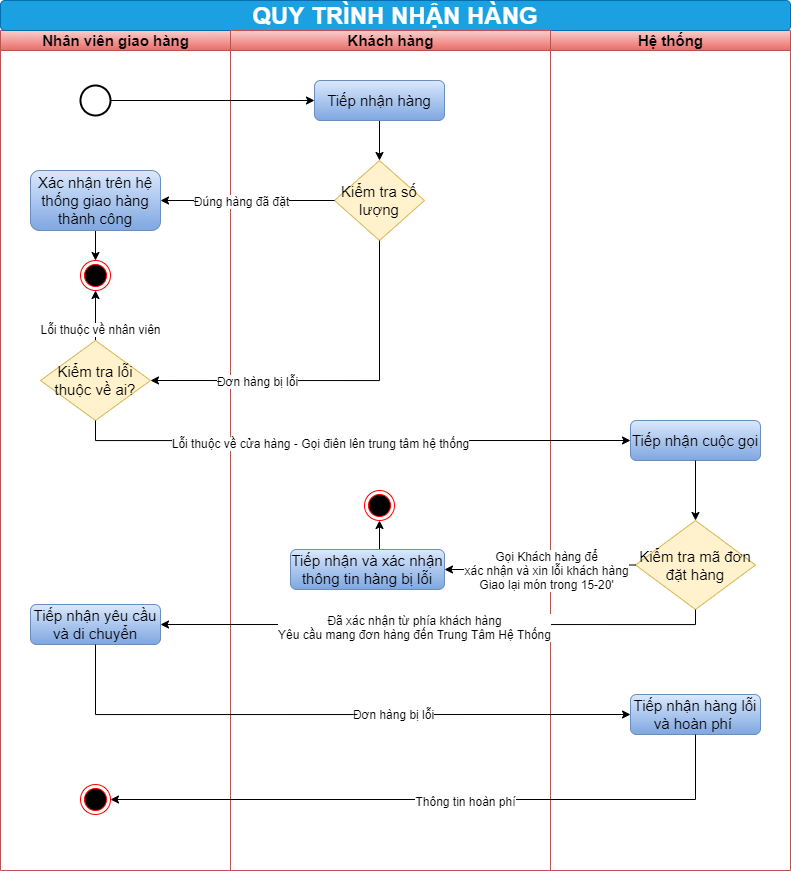 QUY TRÌNH NHẬN HÀNG
Nhân viên giao hàng
Khách hàng
Hệ thống
Tiếp nhận hàng
Xác nhận trên hệ
thống giao hàng
thành công
Đúng hàng đã đặt
Kiểm tra số
lượng
Lỗi thuộc về nhân viên
Kiểm tra lỗi
thuộc về ai?
Đơn hàng bị lỗi
Lỗi thuộc về cửa hàng - Gọi điên lên trung tâm hệ thống
Tiếp nhận cuộc gọi
Tiếp nhận và xác nhận
thông tin hàng bị lỗi
Gọi Khách hàng để
xác nhận và xin lỗi khách hàng
Giao lại món trong 15-20'
Kiểm tra mã đơn
đặt hàng
Tiếp nhận yêu cầu
và di chuyển
Đã xác nhận từ phía khách hàng
Yêu cầu mang đơn hàng đến Trung Tâm Hệ Thống
Đơn hàng bị lỗi
Tiếp nhận hàng lỗi
và hoàn phí
Thông tin hoàn phí